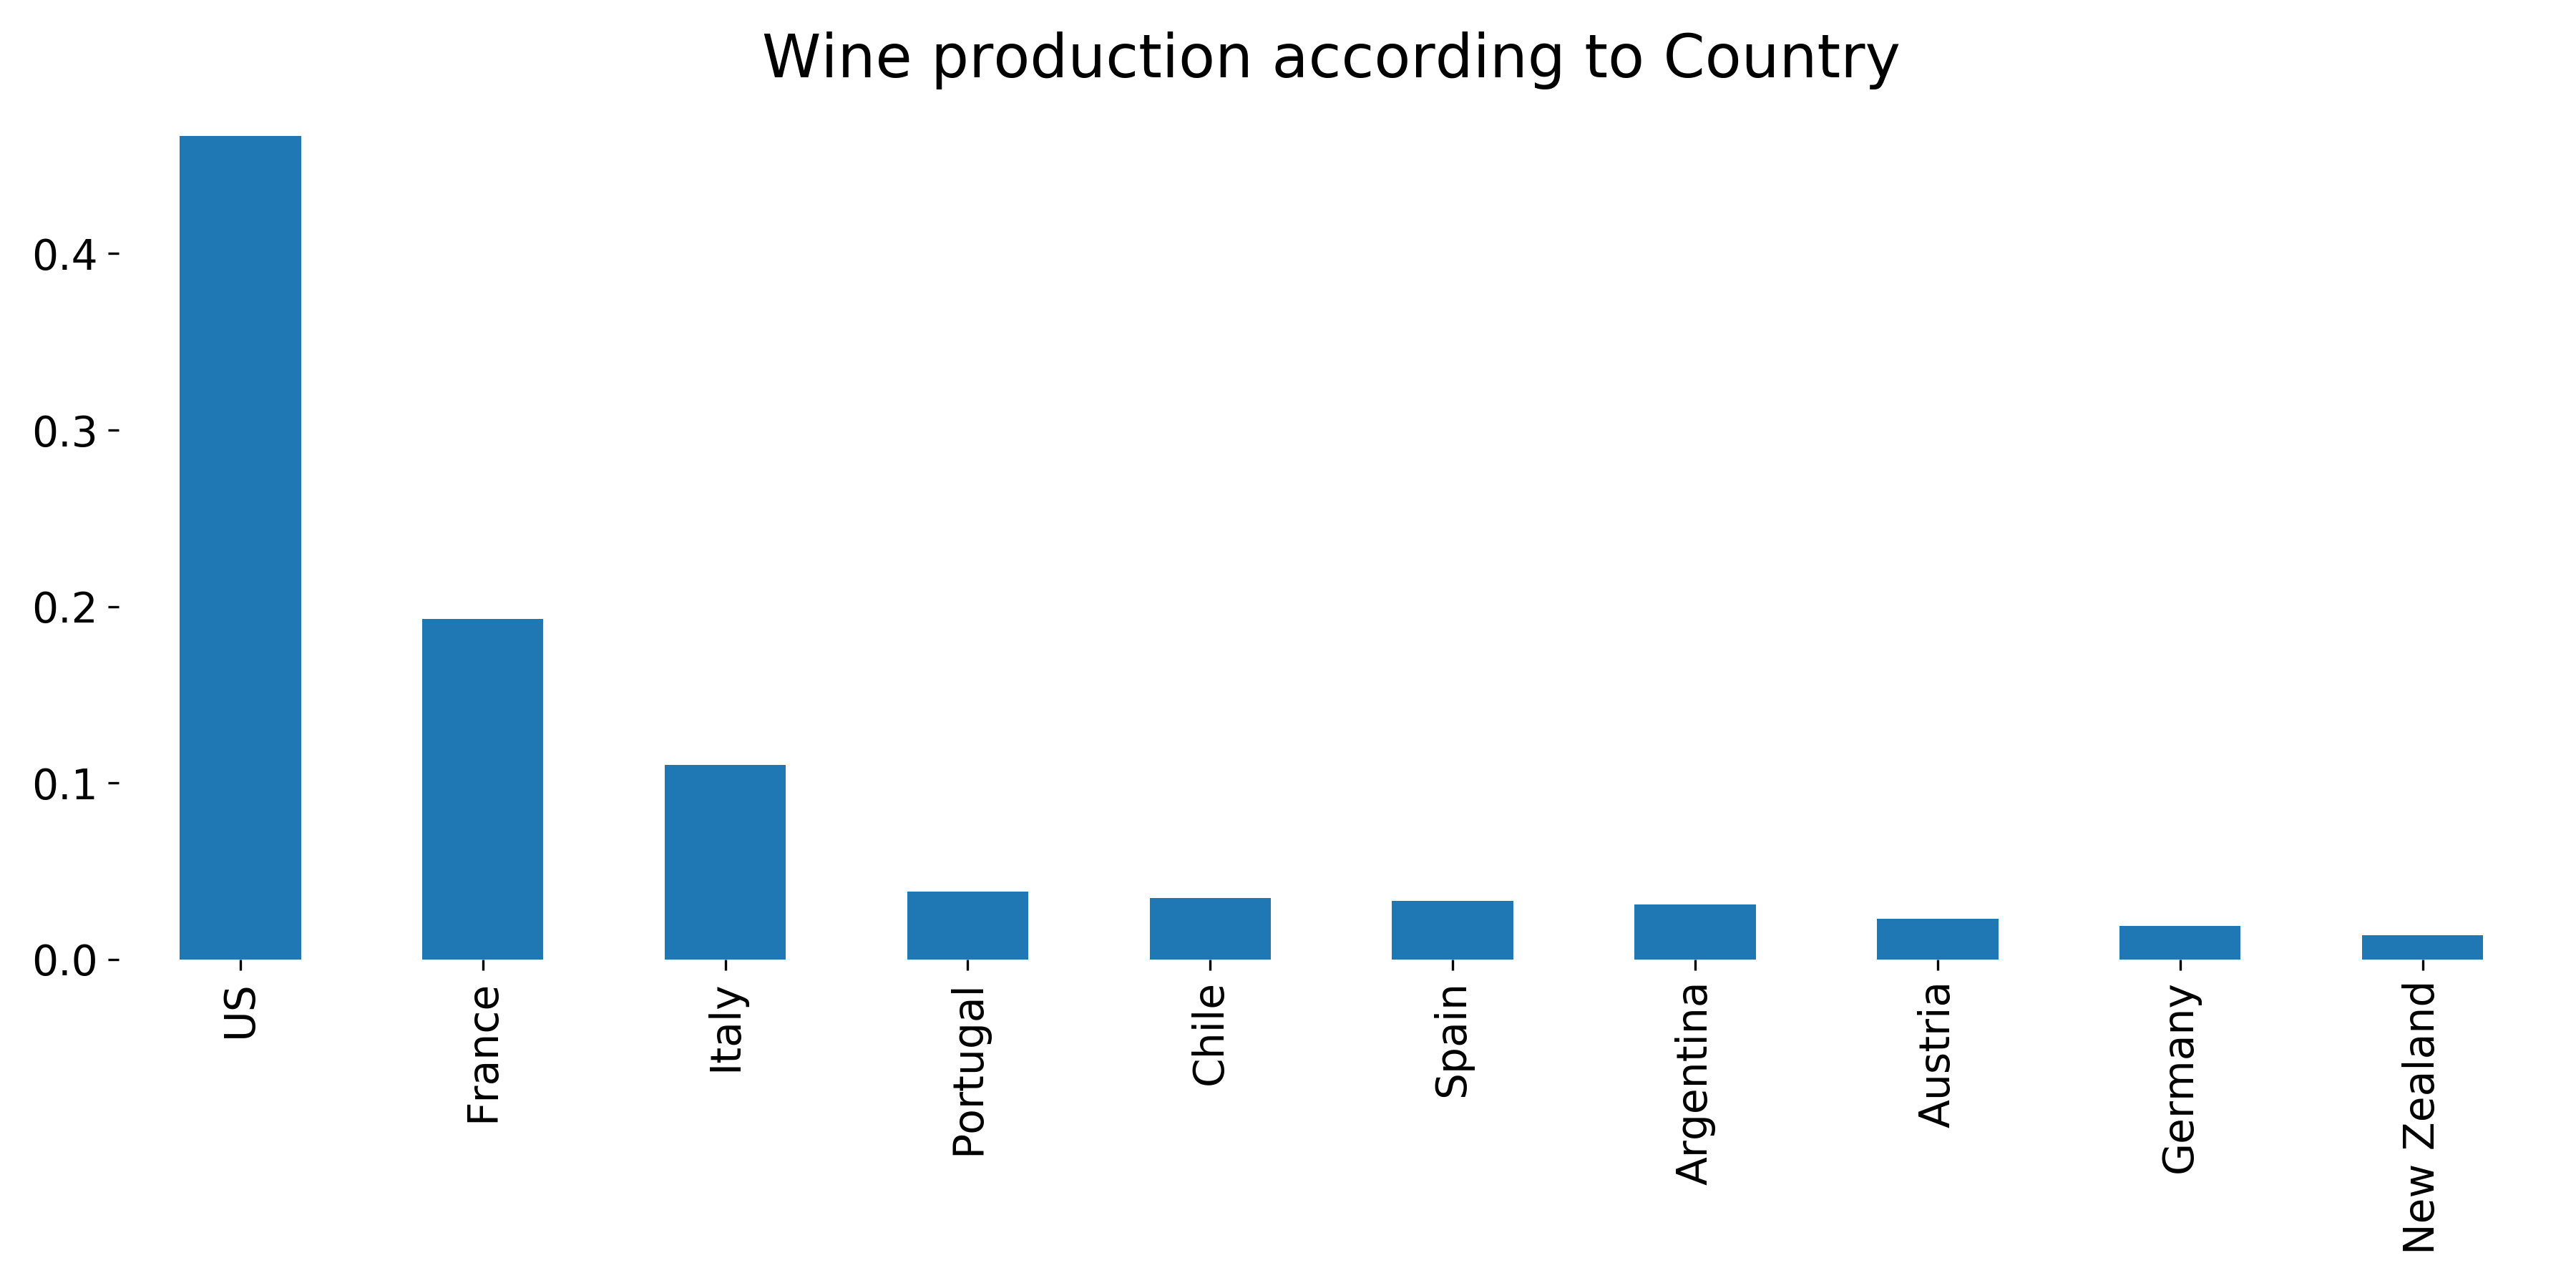 Wine production according to Country
0.4
0.3
0.2
0.1
0.0
US
France
Italy
Portugal
Chile
Spain
Argentina
Austria
Germany
New Zealand